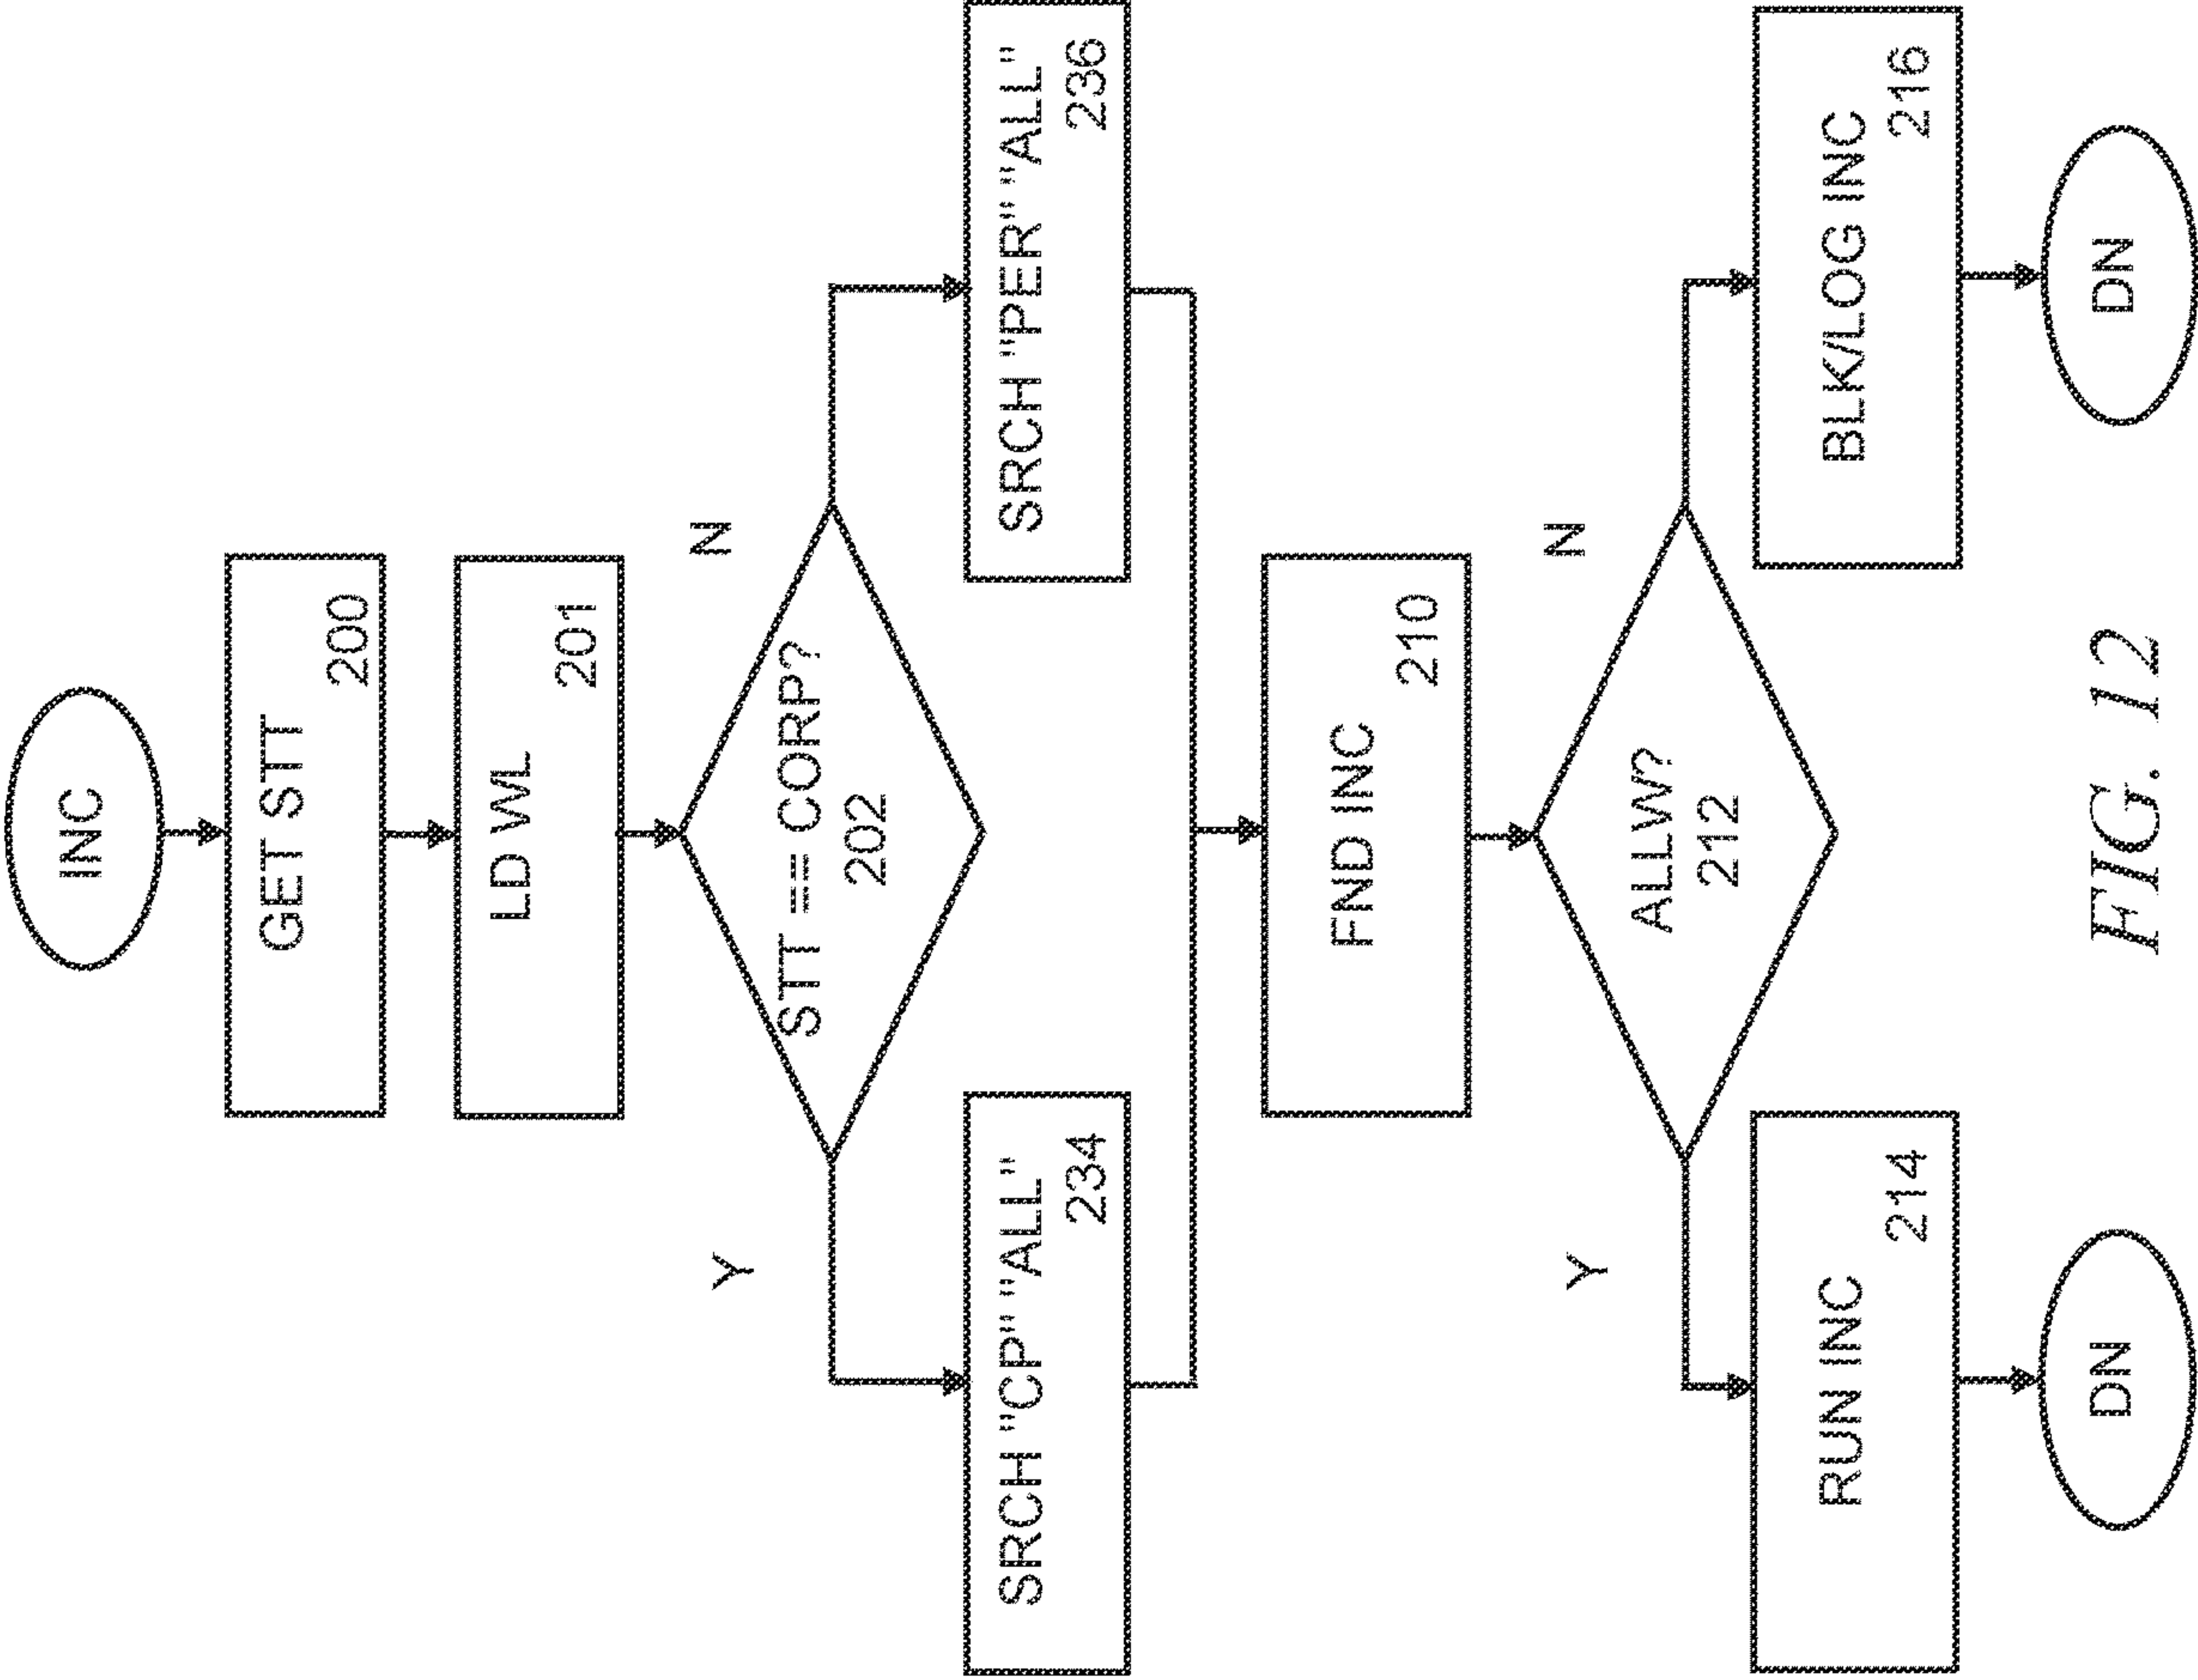 INC
GET STT
200
LD WL
201
STT == CORP?
202
Y
N
SRCH "CP" "ALL"
234
SRCH "PER" "ALL"
236
FND INC
210
ALLW?
212
Y
N
RUN INC
214
BLK/LOG INC
216
DN
DN
FIG. 12